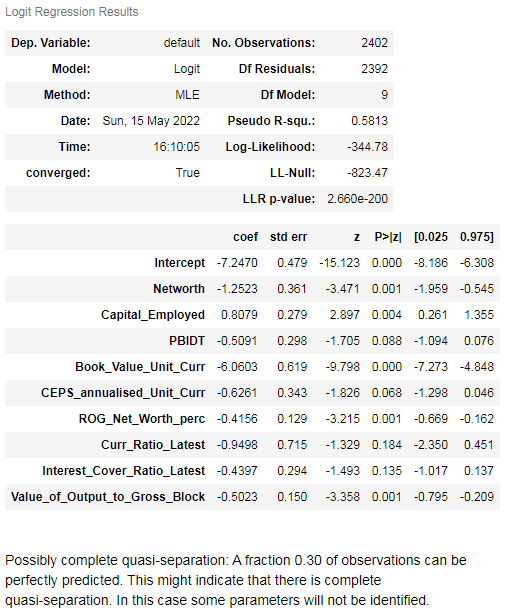 Logit Regression Results
Dep. Variable: default No. Observations: 2402
Model: Logit Df Residuals: 2392
Method: MLE Df Model: 9
Date: Sun, 15 May 2022 Pseudo R-squ.: 0.5813
Time: 16:10:05 Log-Likelihood: -344.78
converged: True LL-Null: -823.47
LLR p-value: 2.660e-200
coef std err z P>|z| [0.025 0.975]
Intercept -7.2470 0.479 -15.123 0.000 -8.186 -6.308
Networth -1.2523 0.361 -3.471 0.001 -1.959 -0.545
Capital_Employed 0.8079 0.279 2.897 0.004 0.261 1.355
PBIDT -0.5091 0.298 -1.705 0.088 -1.094 0.076
Book_Value_Unit_Curr -6.0603 0.619 -9.798 0.000 -7.273 -4.848
CEPS_annualised_Unit_Curr -0.6261 0.343 -1.826 0.068 -1.298 0.046
ROG_Net_Worth_perc -0.4156 0.129 -3.215 0.001 -0.669 -0.162
Curr_Ratio_Latest -0.9498 0.715 -1.329 0.184 -2.350 0.451
Interest_Cover_Ratio_Latest -0.4397 0.294 -1.493 0.135 -1.017 0.137
Value_of_Output_to_Gross_Block -0.5023 0.150 -3.358 0.001 -0.795 -0.209
Possibly complete quasi-separation: A fraction 0.30 of observations can be
perfectly predicted. This might indicate that there is complete
quasi-separation. In this case some parameters will not be identified.